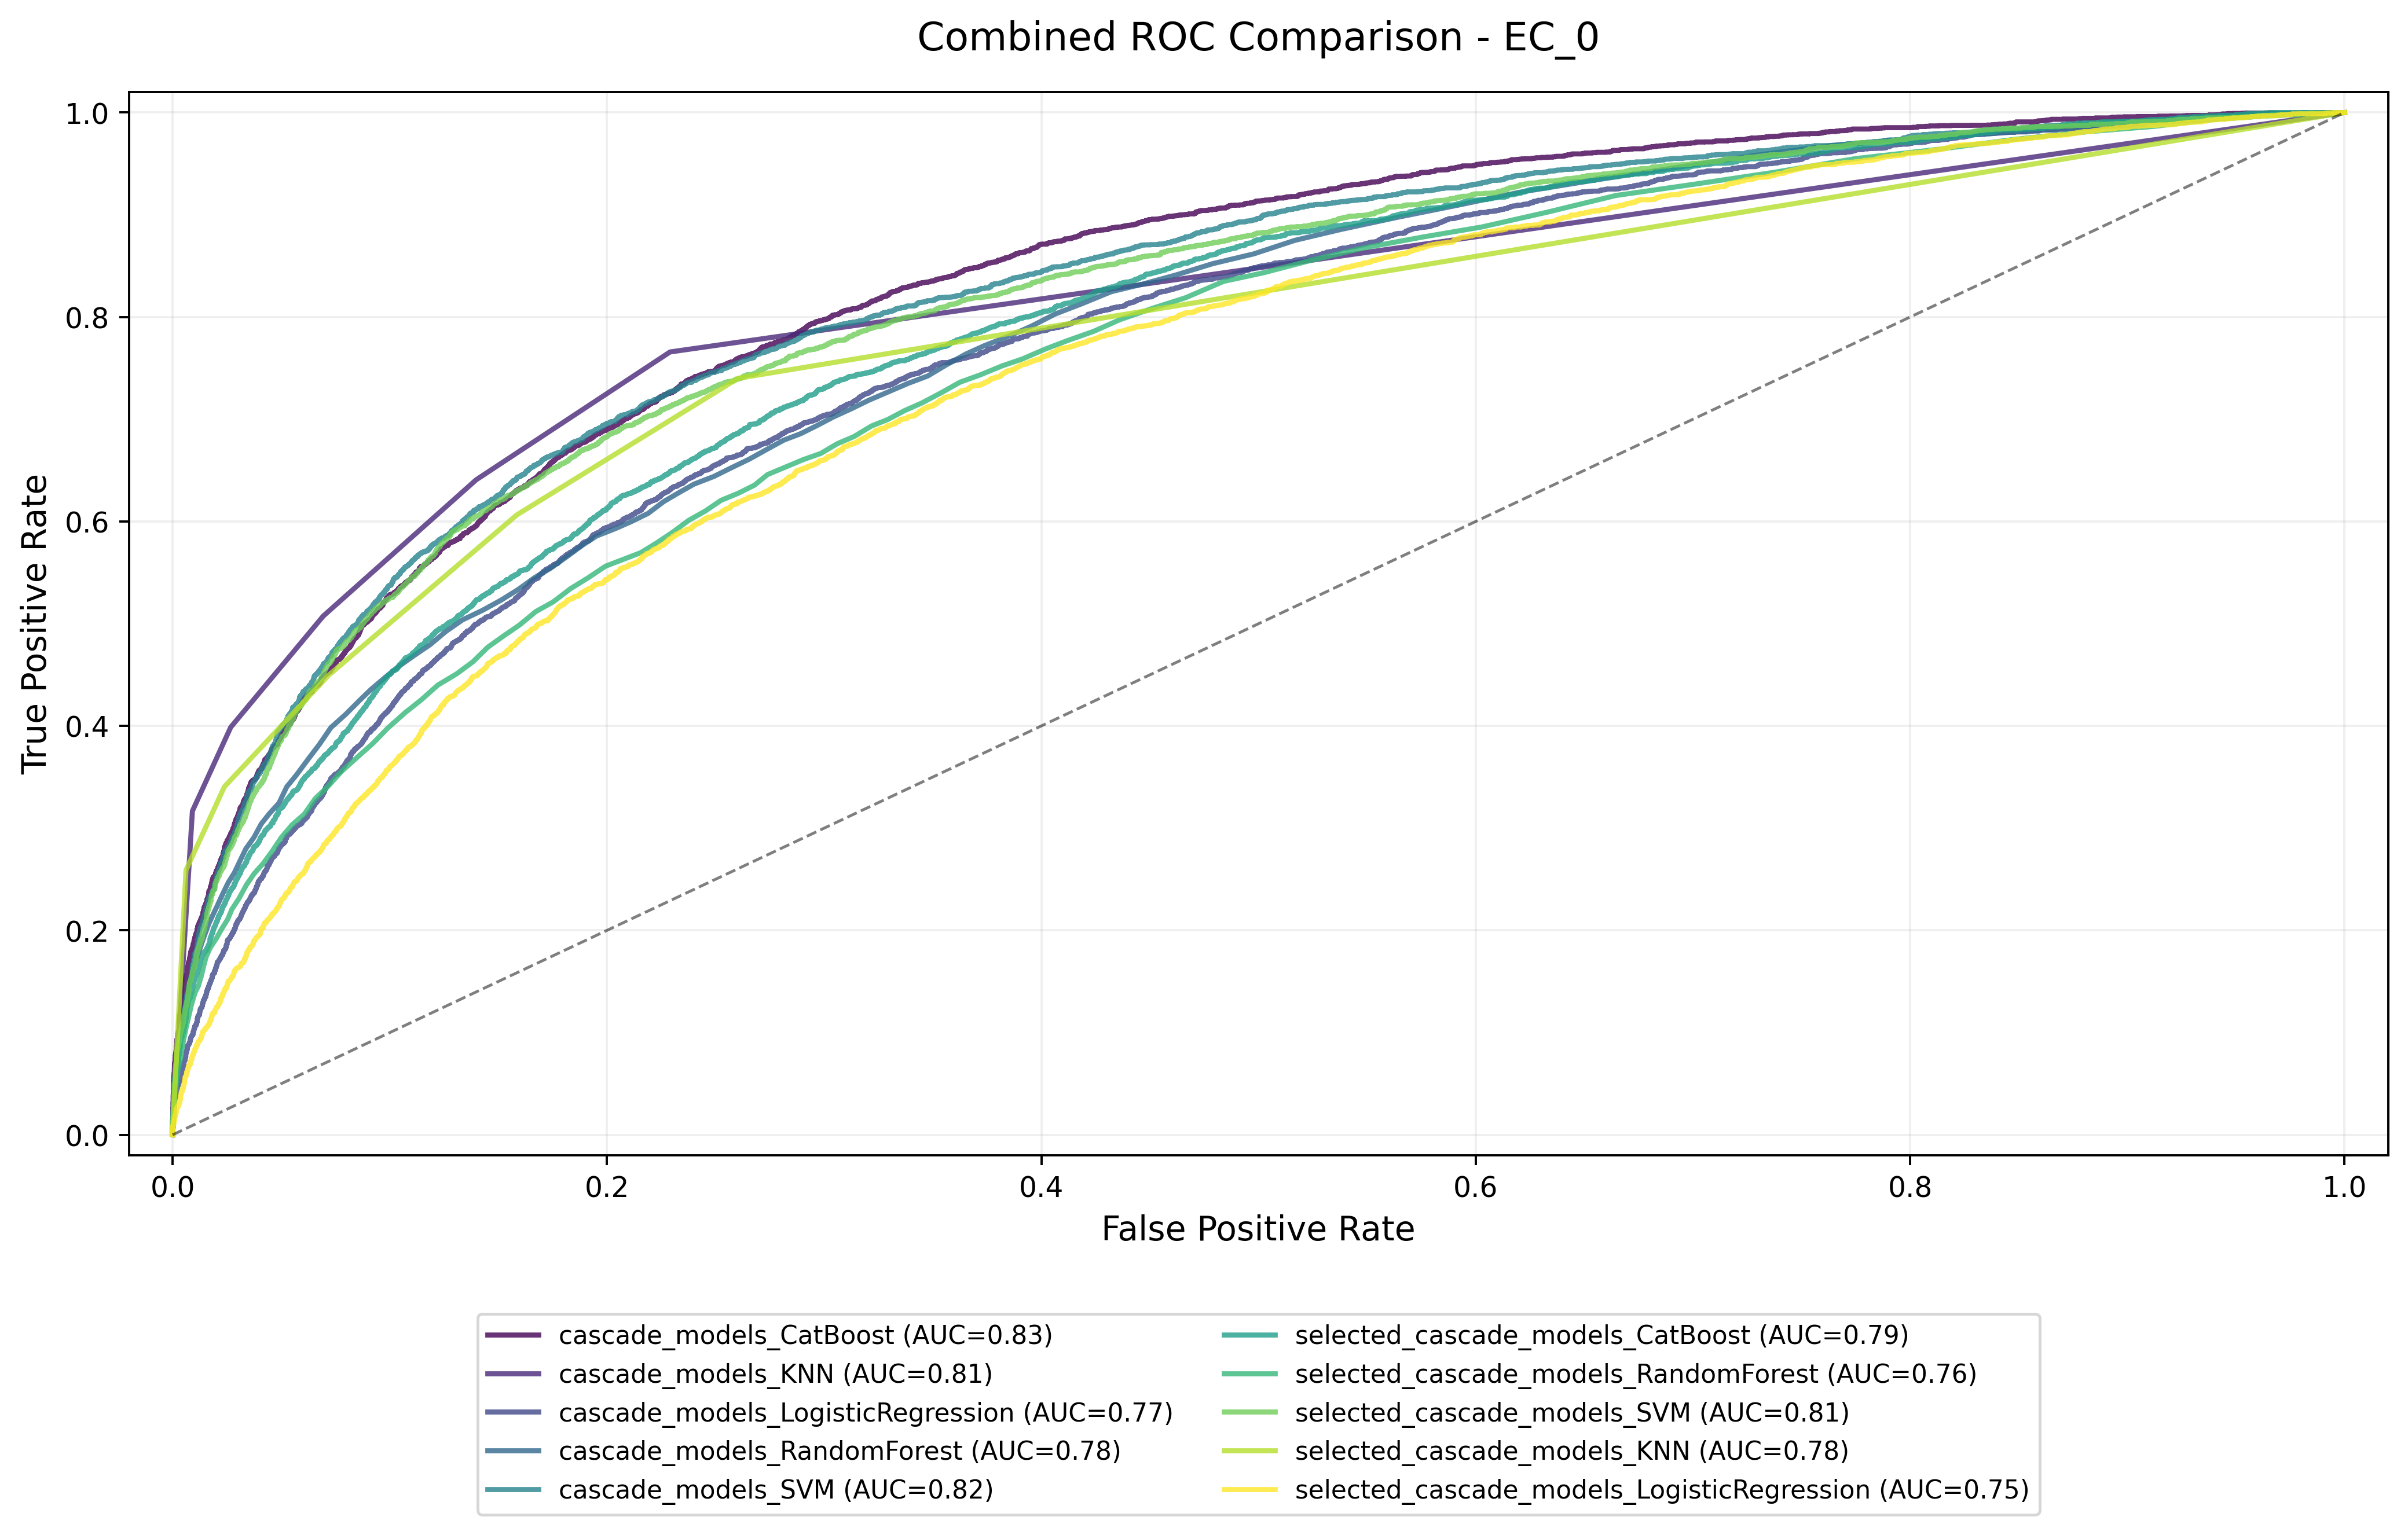 Combined ROC Comparison - EC_0
1.0
0.8
0.6
0.4
0.2
0.0
True Positive Rate
0.0 0.2 0.4 0.6 0.8 1.0
False Positive Rate
cascade_models_CatBoost (AUC=0.83)
cascade_models_KNN (AUC=0.81)
cascade_models_LogisticRegression (AUC=0.77)
cascade_models_RandomForest (AUC=0.78)
cascade_models_SVM (AUC=0.82)
selected_cascade_models_CatBoost (AUC=0.79)
selected_cascade_models_RandomForest (AUC=0.76)
selected_cascade_models_SVM (AUC=0.81)
selected_cascade_models_KNN (AUC=0.78)
selected_cascade_models_LogisticRegression (AUC=0.75)